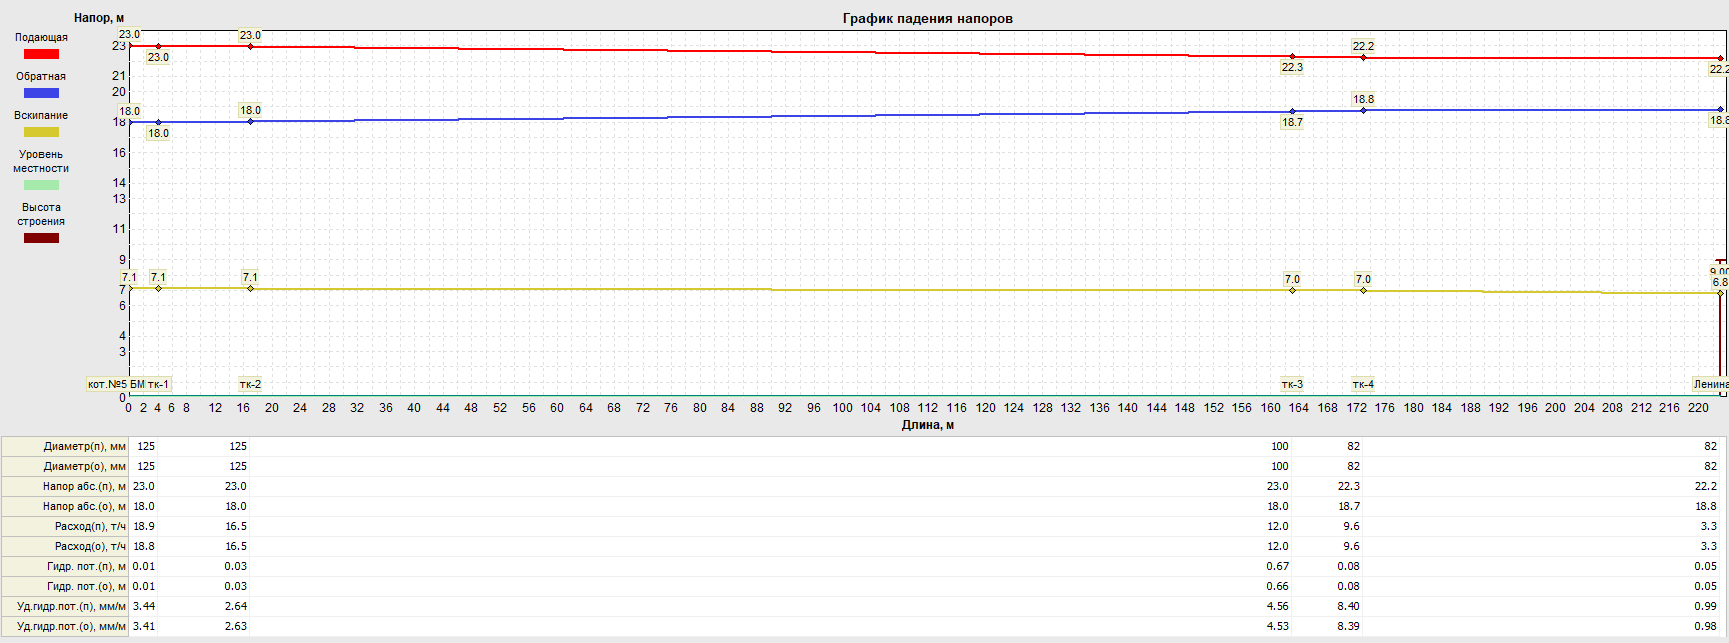 Напор, м
График падения напоров
Подающая
Обратная
Вскипание
Уровень
местности
Высота
строения
23.0
23.0
22.2
23
23.0
22.3
22.2
21
20
18.0
18.0
18.8
18
18.0
18.7
18.8
16
14
13
11
9
9.00
7.1
7.1
7.1
7.0
7.0
6.8
7
6
4
3
кот.№5 БМ
тк-1
тк-2
тк-3
тк-4
Ленина
0
0 2 4 6 8 12 16 20 24 28 32 36 40 44 48 52 56 60 64 68 72 76 80 84 88 92 96 100 104 108 112 116 120 124 128 132 136 140 144 148 152 156 160 164 168 172 176 180 184 188 192 196 200 204 208 212 216 220
Длина, м
Диаметр(п), мм 125 125 100 82 82
Диаметр(о), мм 125 125 100 82 82
Напор абс.(п), м 23.0 23.0 23.0 22.3 22.2
Напор абс.(о), м 18.0 18.0 18.0 18.7 18.8
Расход(п), т/ч 18.9 16.5 12.0 9.6 3.3
Расход(о), т/ч 18.8 16.5 12.0 9.6 3.3
Гидр. пот.(п), м 0.01 0.03 0.67 0.08 0.05
Гидр. пот.(о), м 0.01 0.03 0.66 0.08 0.05
Уд.гидр.пот.(п), мм/м 3.44 2.64 4.56 8.40 0.99
Уд.гидр.пот.(о), мм/м 3.41 2.63 4.53 8.39 0.98